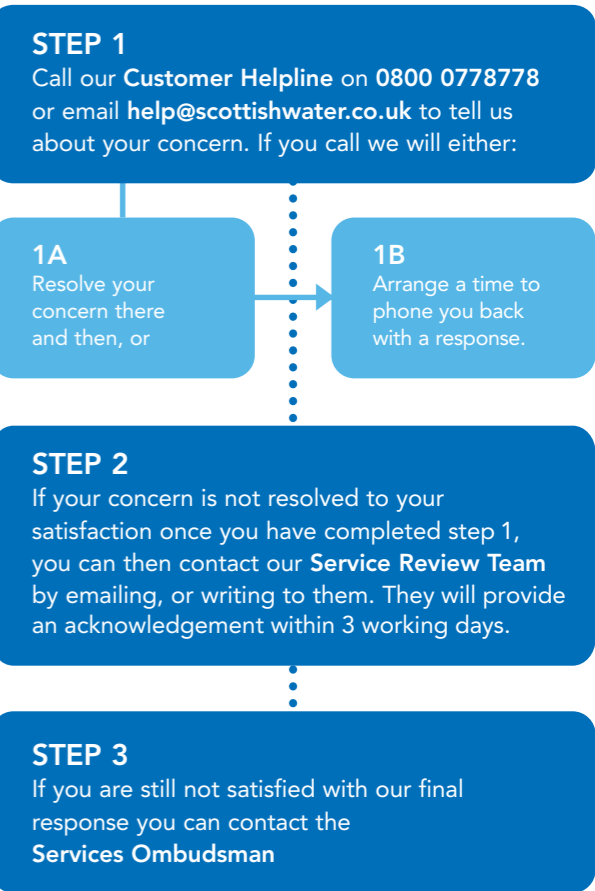 STEP 1
Call our Customer Helpline on 0800 0778778
or email help@scottishwater.co.uk to tell us
about your concern. If you call we will either:
1A
Resolve your
concern there
and then, or
1B
Arrange a time to
phone you back
with a response.
STEP 2
If your concern is not resolved to your
satisfaction once you have completed step 1,
you can then contact our Service Review Team
by emailing, or writing to them. They will provide
an acknowledgement within 3 working days.
STEP 3
If you are still not satisfied with our final
response you can contact the
Services Ombudsman